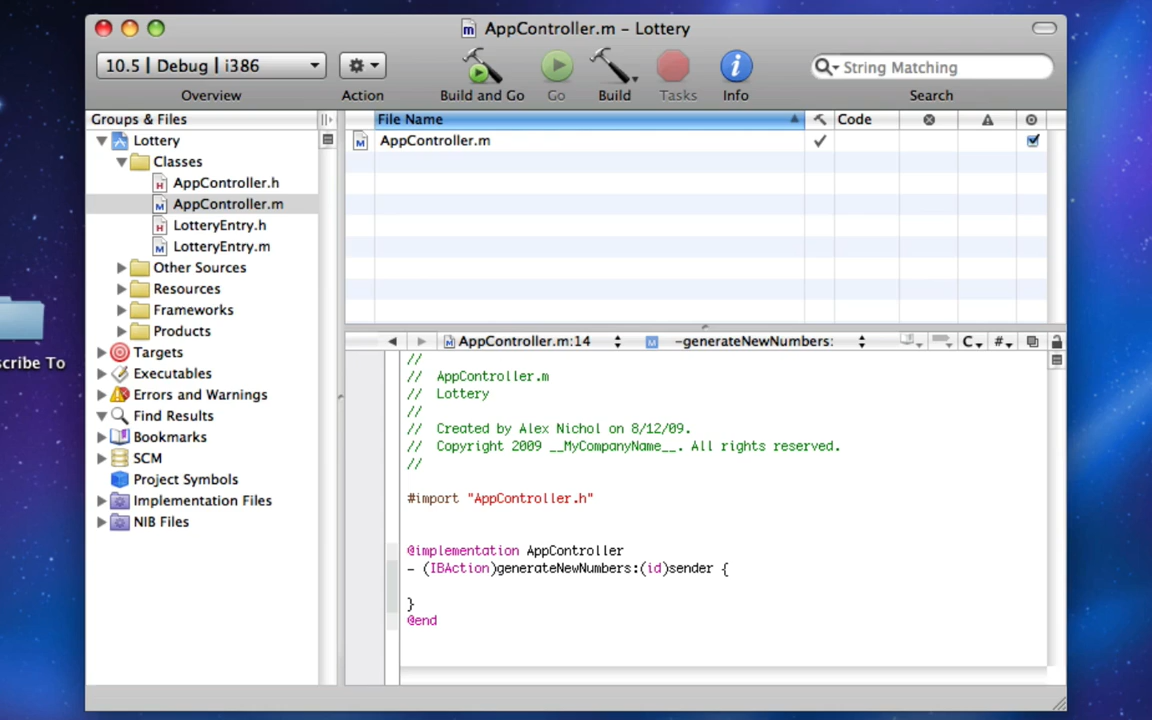 AppController.m – Lottery
10.5 | Debug | i386
String Matching
Overview
Action
Build and Go
Go
Build
Tasks
Info
Search
Groups & Files
File Name
Code
Lottery
AppController.m
Classes
AppController.h
AppController.m
LotteryEntry.h
LotteryEntry.m
Other Sources
Resources
Frameworks
Products
Targets
Executables
Errors and Warnings
Find Results
Bookmarks
SCM
Project Symbols
Implementation Files
NIB Files
scribe To
AppController.m:14
-generateNewNumbers:
C
#
//
// AppController.m
// Lottery
//
// Created by Alex Nichol on 8/12/09.
// Copyright 2009 __MyCompanyName__. All rights reserved.
//
#import "AppController.h"
@implementation AppController
- (IBAction)generateNewNumbers:(id)sender {
}
@end